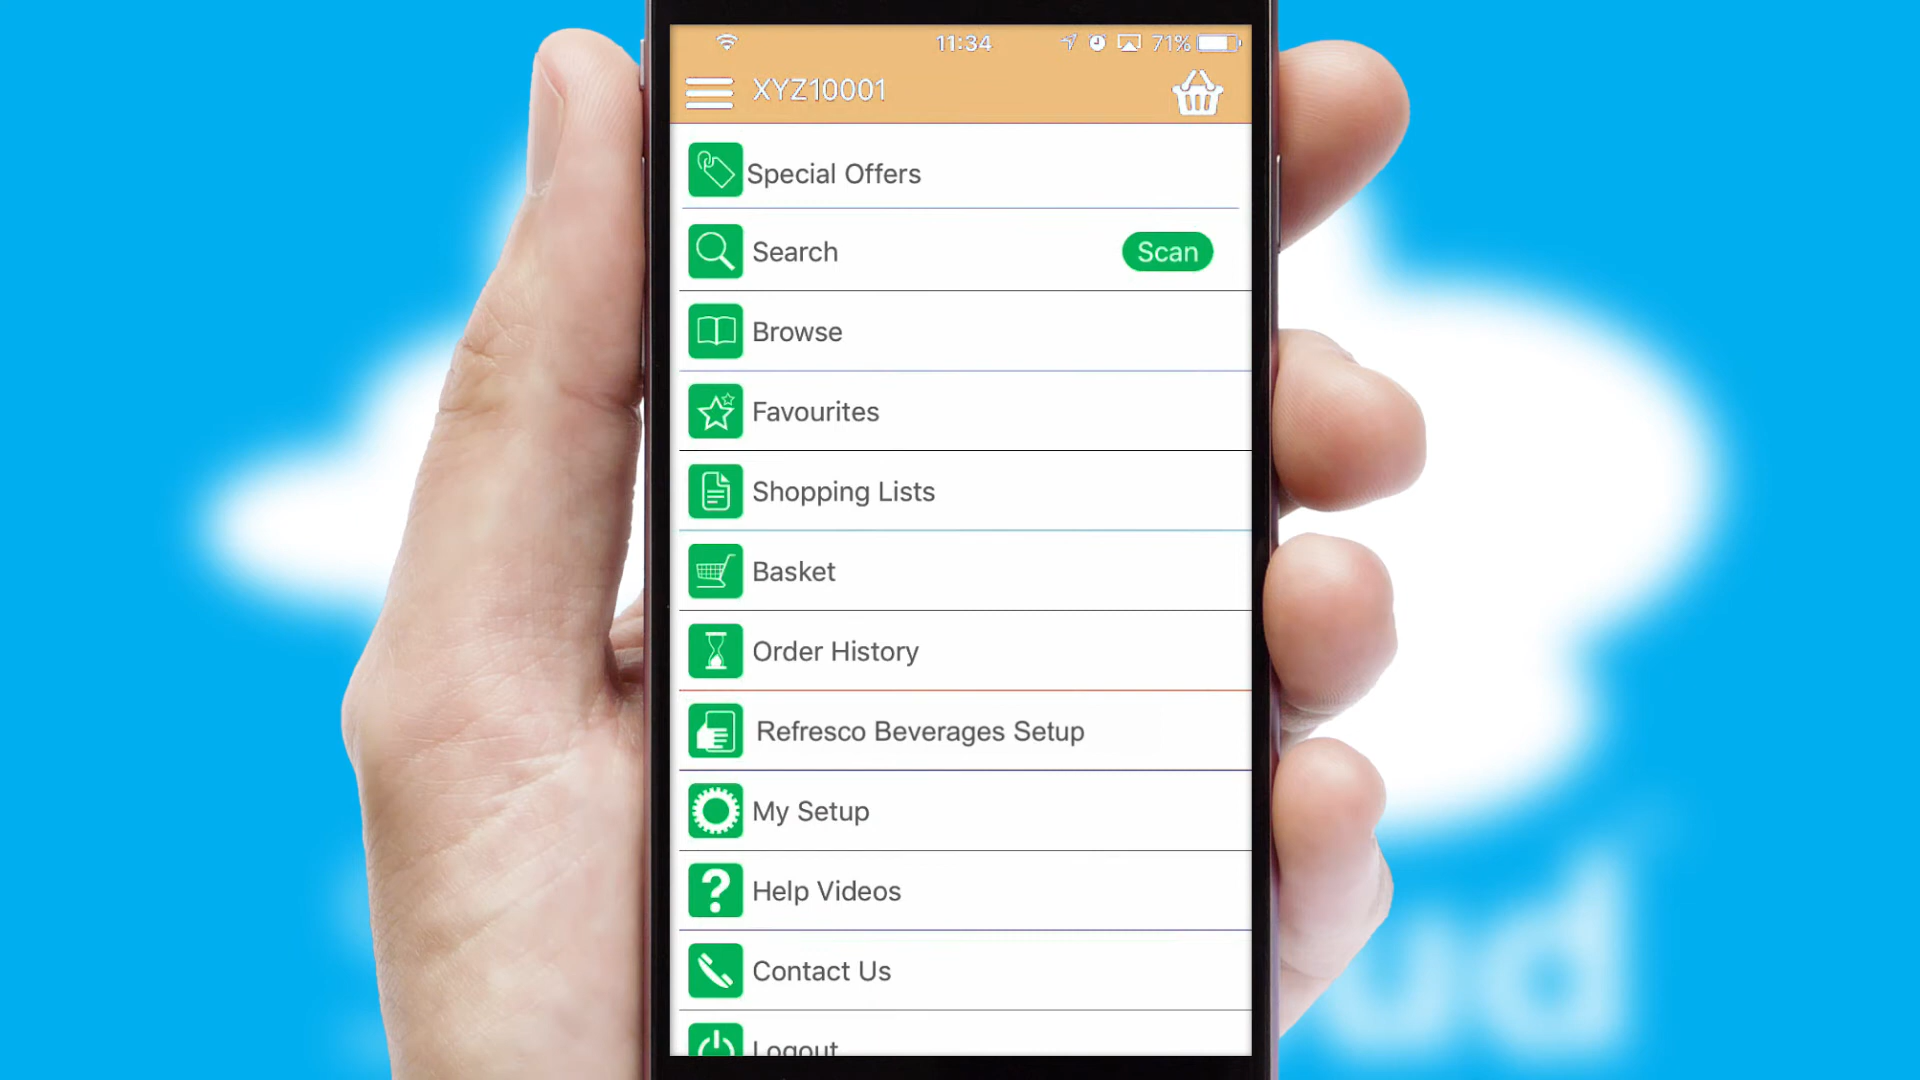 11:34
71%
XYZ10001
Special Offers
Search
Scan
Browse
Favourites
Shopping Lists
Basket
Order History
Refresco Beverages Setup
My Setup
Help Videos
Contact Us
Logout
ud